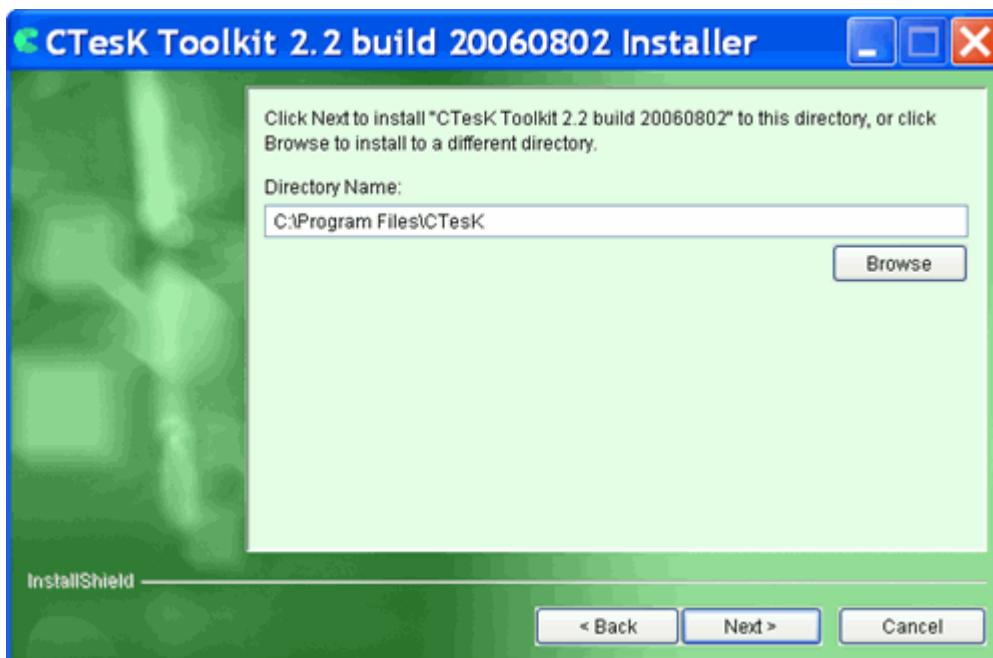 CTesK Toolkit 2.2 build 20060802 Installer
Click Next to install "CTesK Toolkit 2.2 build 20060802" to this directory, or click
Browse to install to a different directory.
Directory Name:
C:\Program Files\CTesK
Browse
InstallShield
< Back Next > Cancel